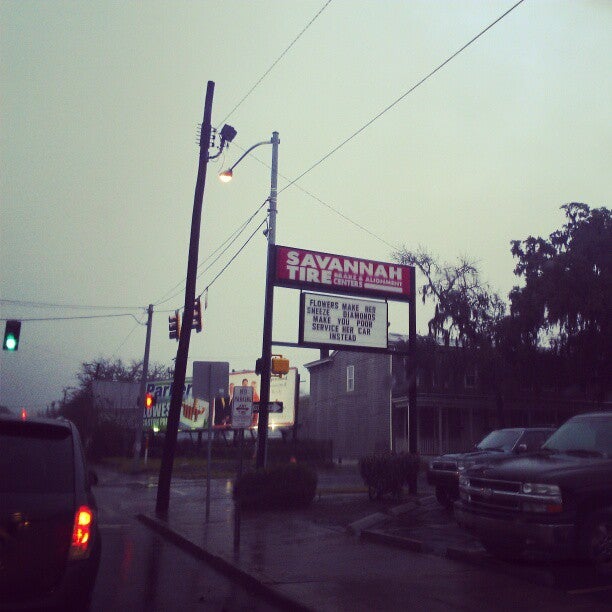 SAVANNAH
TIRE BRAKE & ALIGNMENT
CENTERS
FLOWERS MAKE HER
SNEEZE DIAMONDS
MAKE YOU POOR
SERVICE HER CAR
INSTEAD